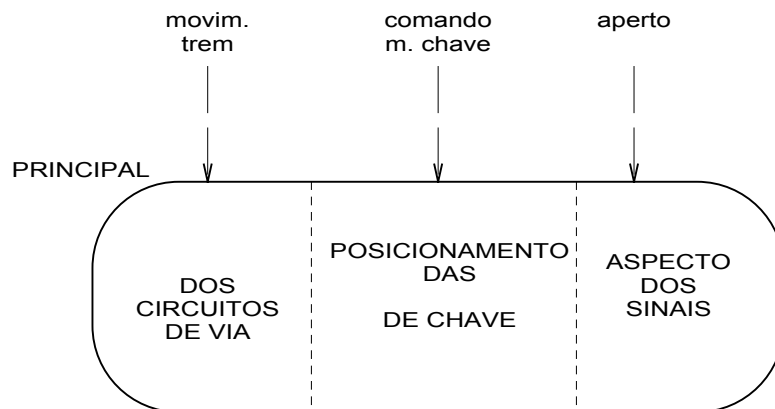 movim.
trem
comando
m. chave
aperto
PRINCIPAL
DOS
CIRCUITOS
DE VIA
POSICIONAMENTO
DAS
DE CHAVE
ASPECTO
DOS
SINAIS